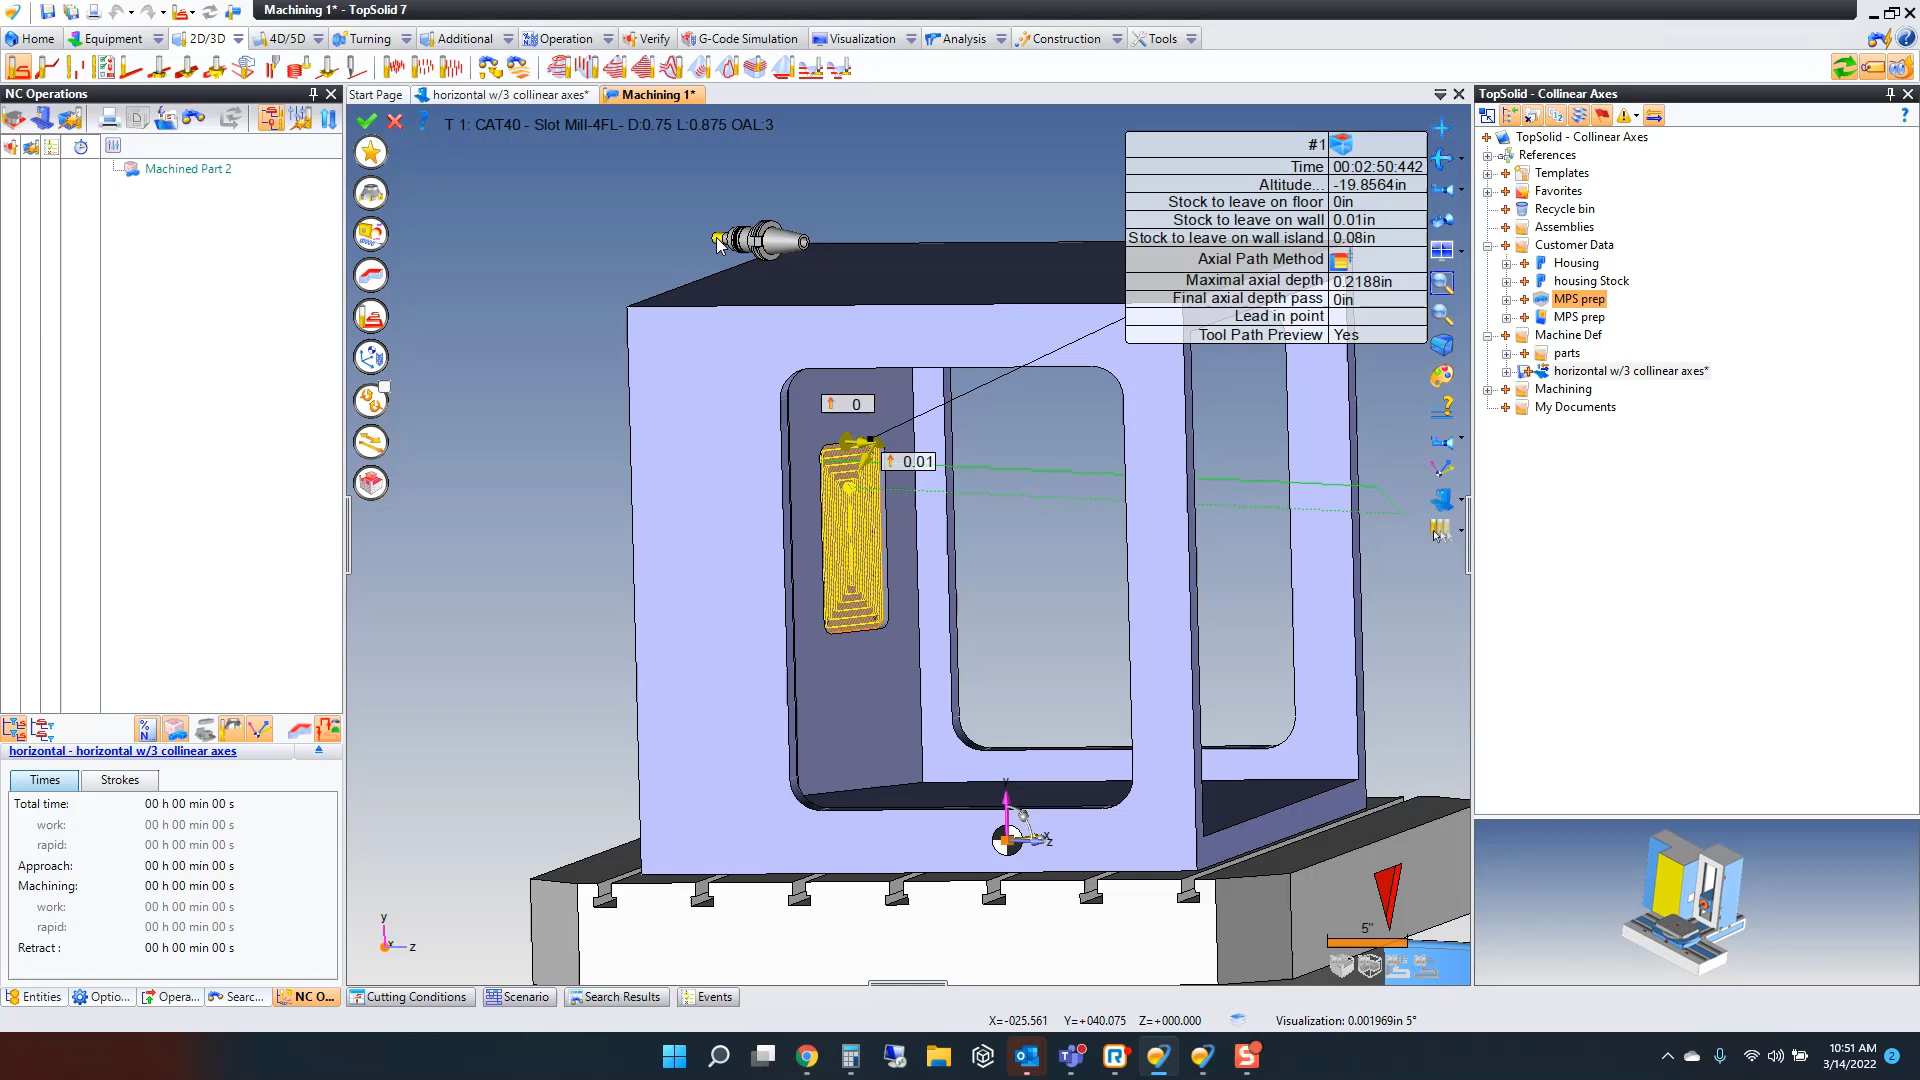 Machining 1* - TopSolid 7
Home
Equipment
2D/3D
4D/5D
Turning
Additional
Operation
Verify
G-Code Simulation
Visualization
Analysis
Construction
Tools
NC Operations
Machined Part 2
Start Page
horizontal w/3 collinear axes*
Machining 1*
T 1: CAT40 - Slot Mill-4FL- D:0.75 L:0.875 OAL:3
#1
Time 00:02:50:442
Altitude... -19.8564in
Stock to leave on floor 0in
Stock to leave on wall 0.01in
Stock to leave on wall island 0.08in
Axial Path Method
Maximal axial depth 0.2188in
Final axial depth pass 0in
Lead in point
Tool Path Preview Yes
0
0.01
y
x
z
y
x
z
5"
TopSolid - Collinear Axes
TopSolid - Collinear Axes
References
Templates
Favorites
Recycle bin
Assemblies
Customer Data
Housing
housing Stock
MPS prep
MPS prep
Machine Def
parts
horizontal w/3 collinear axes*
Machining
My Documents
horizontal - horizontal w/3 collinear axes
Times
Strokes
Total time: 00 h 00 min 00 s
work: 00 h 00 min 00 s
rapid: 00 h 00 min 00 s
Approach: 00 h 00 min 00 s
Machining: 00 h 00 min 00 s
work: 00 h 00 min 00 s
rapid: 00 h 00 min 00 s
Retract : 00 h 00 min 00 s
Entities
Optio...
Opera...
Searc...
NC O...
Cutting Conditions
Scenario
Search Results
Events
X=-025.561 Y=+040.075 Z=+000.000
Visualization: 0.001969in 5°
10:51 AM
3/14/2022
2